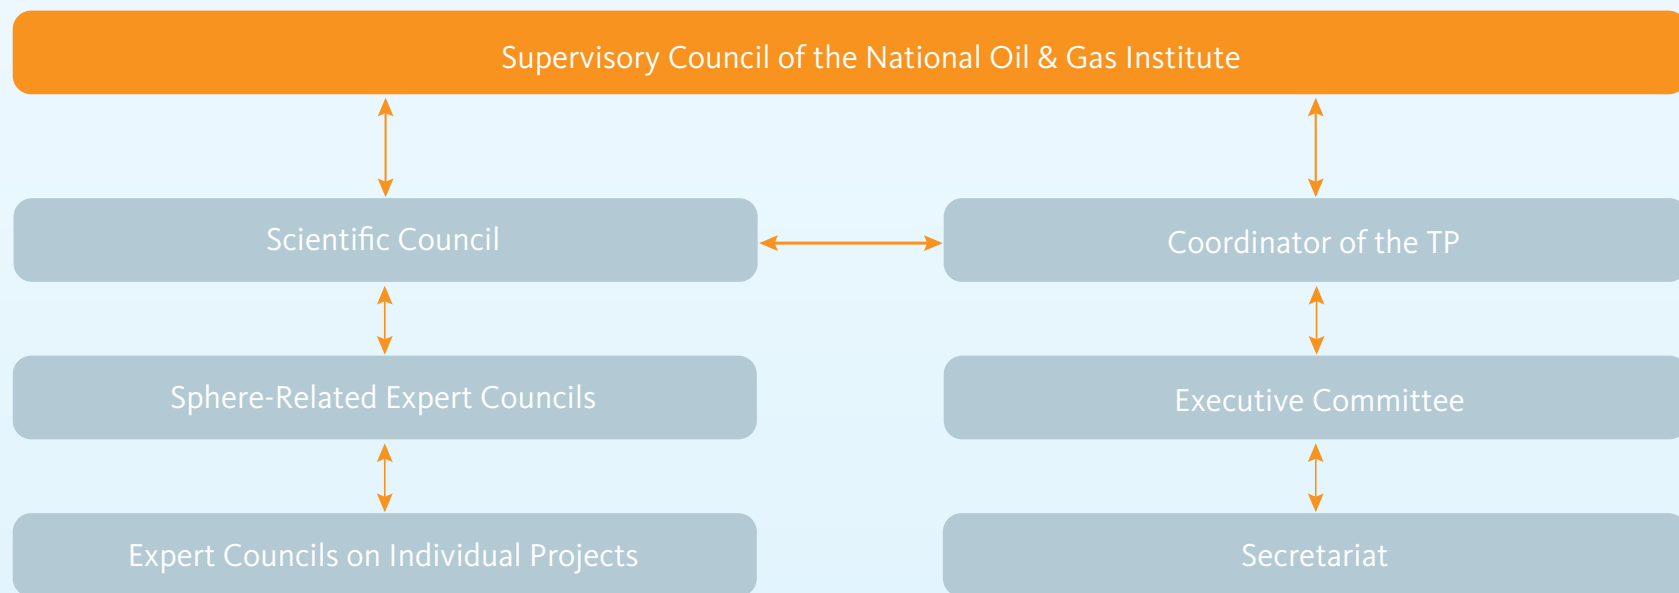 Supervisory Council of the National Oil & Gas Institute
Scientific Council
Coordinator of the TP
Sphere-Related Expert Councils
Executive Committee
Expert Councils on Individual Projects
Secretariat